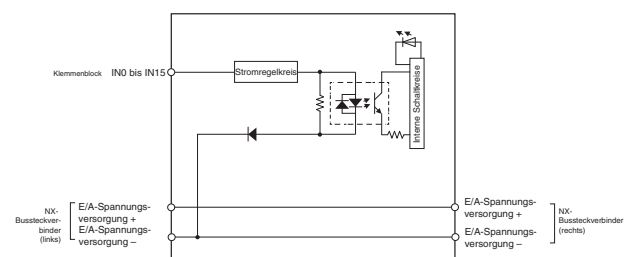 Klemmenblock
IN0 bis IN15
Stromregelkreis
Interne Schaltkreise
NX-
Bussteckver-
binder
(links)
E/A-Spannungs-
versorgung +
E/A-Spannungs-
versorgung –
E/A-Spannungs-
versorgung +
E/A-Spannungs-
versorgung –
NX-
Bussteckverbinder
(rechts)